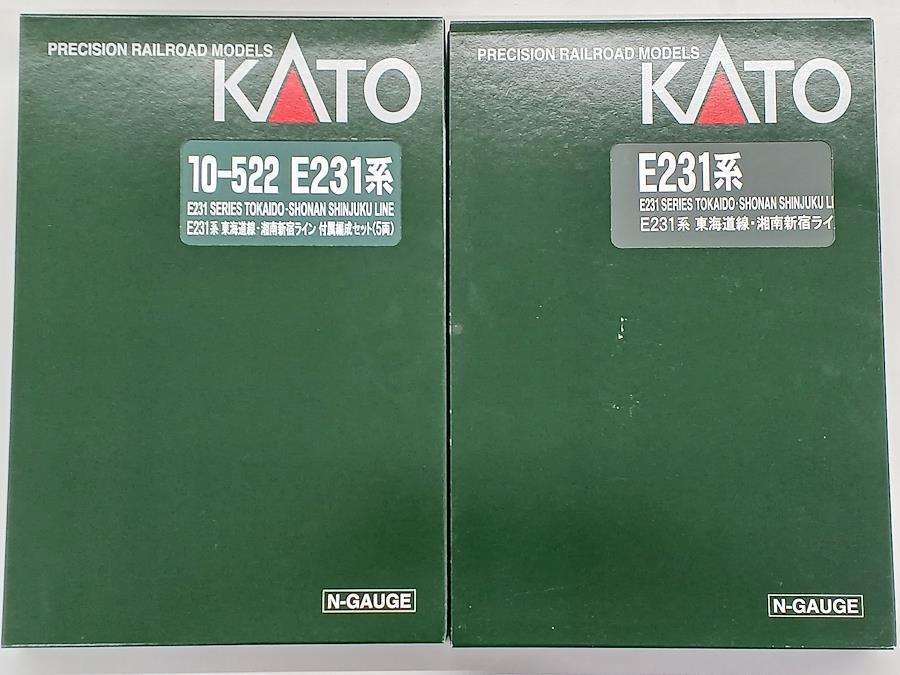 PRECISION RAILROAD MODELS
KATO
10-522 E231系
E231 SERIES TOKAIDO·SHONAN SHINJUKU LINE
E231系 東海道線・湘南新宿ライン 付属編成セット(5両)
N-GAUGE
PRECISION RAILROAD MODELS
KATO
E231系
E231 SERIES TOKAIDO·SHONAN SHINJUKU LI
E231系 東海道線・湘南新宿ライ
N-GAUGE